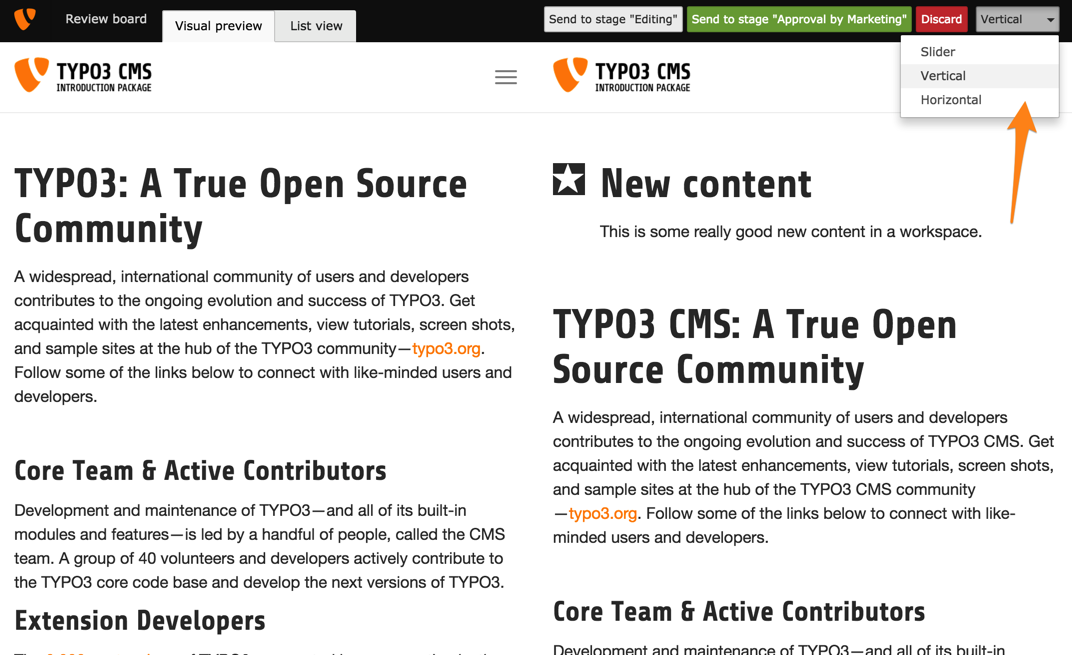 Review board
Visual preview
List view
Send to stage "Editing"
Send to stage "Approval by Marketing"
Discard
Vertical
Slider
Vertical
Horizontal
TYPO3 CMS
INTRODUCTION PACKAGE
TYPO3: A True Open Source
Community
A widespread, international community of users and developers
contributes to the ongoing evolution and success of TYPO3. Get
acquainted with the latest enhancements, view tutorials, screen shots,
and sample sites at the hub of the TYPO3 community—typo3.org.
Follow some of the links below to connect with like-minded users and
developers.
Core Team & Active Contributors
Development and maintenance of TYPO3—and all of its built-in
modules and features—is led by a handful of people, called the CMS
team. A group of 40 volunteers and developers actively contribute to
the TYPO3 core code base and develop the next versions of TYPO3.
Extension Developers
TYPO3 CMS
INTRODUCTION PACKAGE
New content
This is some really good new content in a workspace.
TYPO3 CMS: A True Open
Source Community
A widespread, international community of users and developers
contributes to the ongoing evolution and success of TYPO3 CMS. Get
acquainted with the latest enhancements, view tutorials, screen shots,
and sample sites at the hub of the TYPO3 CMS community
—typo3.org. Follow some of the links below to connect with like-
minded users and developers.
Core Team & Active Contributors
Development and maintenance of TYPO3—and all of its built-in